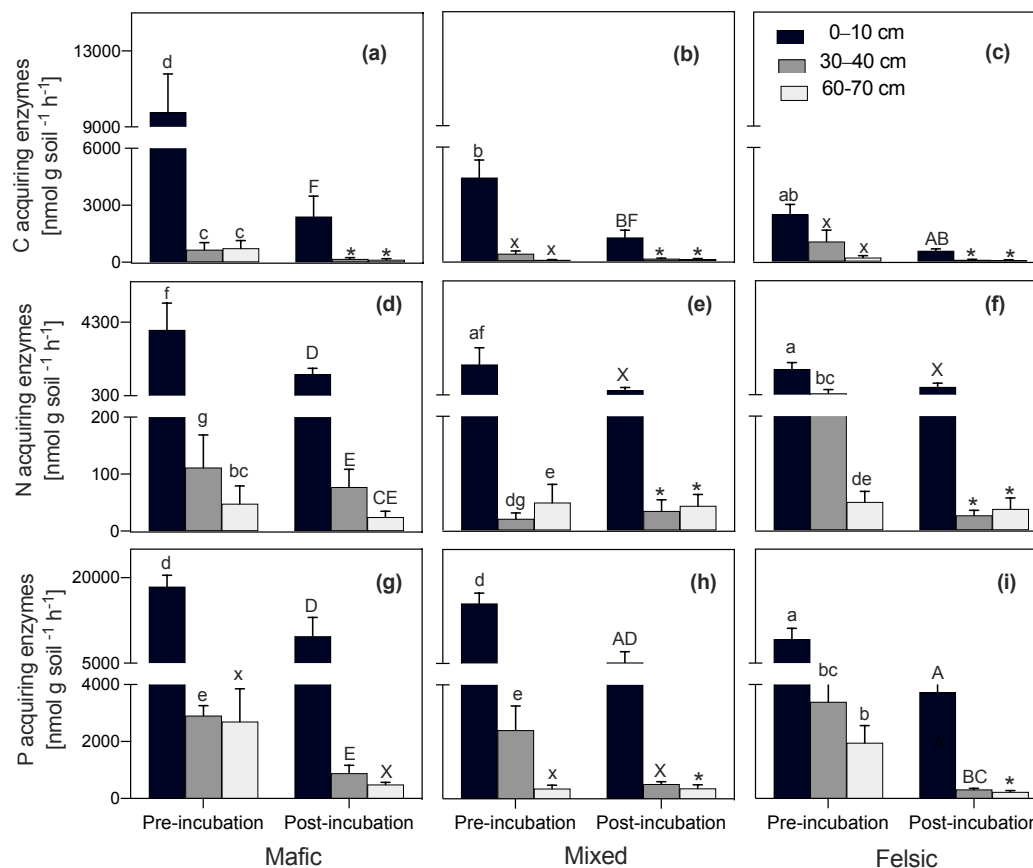 C acquiring enzymes
[nmol g soil ⁻¹ h⁻¹]
13000
9000
6000
3000
0
(a)
d
c
c
F
*
*
(b)
b
x
x
BF
*
*
(c)
0–10 cm
30–40 cm
60-70 cm
ab
x
x
AB
*
*
N acquiring enzymes
[nmol g soil ⁻¹ h⁻¹]
4300
300
200
100
0
(d)
f
g
bc
D
E
CE
(e)
af
dg
e
X
*
*
(f)
a
bc
de
X
*
*
P acquiring enzymes
[nmol g soil ⁻¹ h⁻¹]
20000
5000
4000
2000
0
(g)
d
e
x
D
E
X
(h)
d
e
x
AD
X
*
(i)
a
bc
b
A
A
BC
*
Pre-incubation Post-incubation
Pre-incubation Post-incubation
Pre-incubation Post-incubation
Mafic
Mixed
Felsic